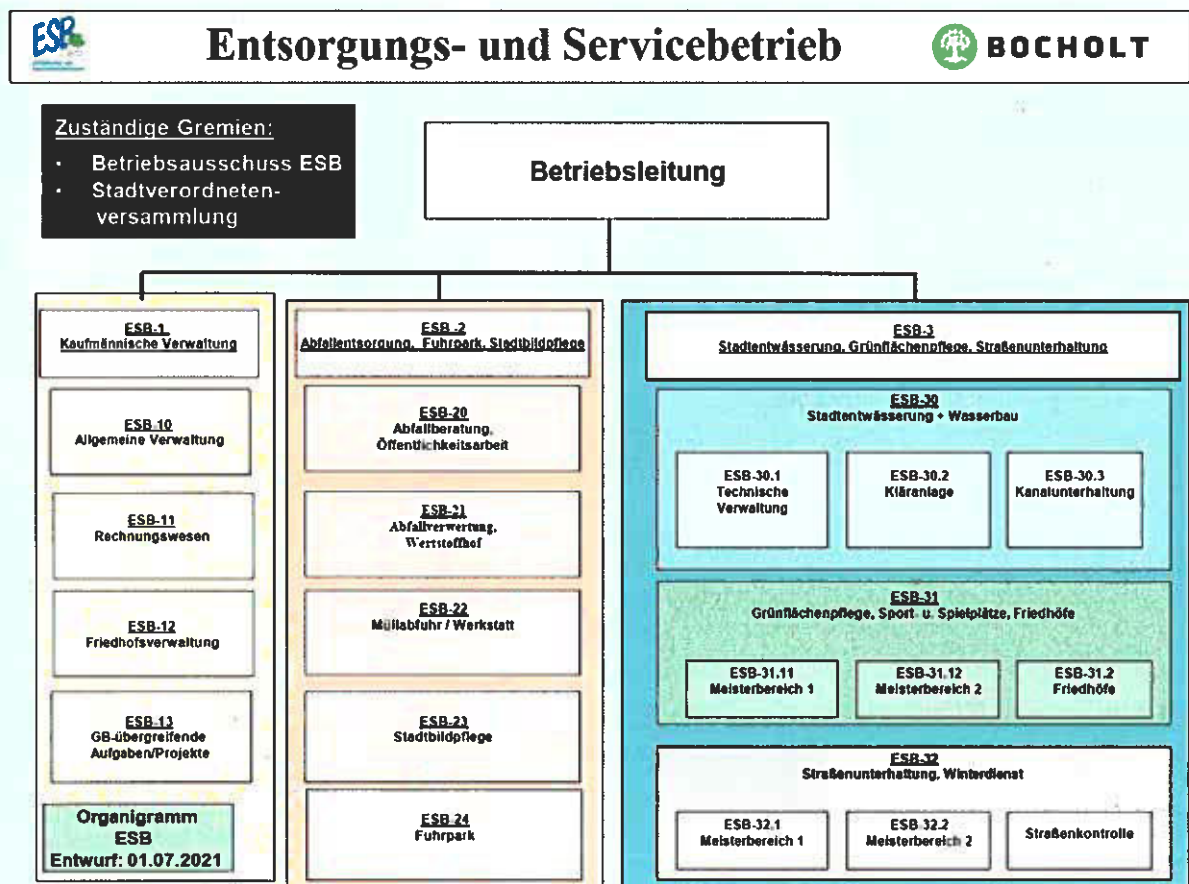 ESB
Entsorgungs- und Servicebetrieb
BOCHOLT
Zuständige Gremien:
• Betriebsausschuss ESB
• Stadtverordneten-
versammlung
Betriebsleitung
ESB-1
Kaufmännische Verwaltung
ESB-10
Allgemeine Verwaltung
ESB-11
Rechnungswesen
ESB-12
Friedhofsverwaltung
ESB-13
GB-übergreifende
Aufgaben/Projekte
Organigramm
ESB
Entwurf: 01.07.2021
ESB -2
Abfallentsorgung, Fuhrpark, Stadtbildpflege
ESB-20
Abfallberatung,
Öffentlichkeitsarbeit
ESB-21
Abfallverwertung,
Wertstoffhof
ESB-22
Müllabfuhr / Werkstatt
ESB-23
Stadtbildpflege
ESB-24
Fuhrpark
ESB-3
Stadtentwässerung, Grünflächenpflege, Straßenunterhaltung
ESB-30
Stadtentwässerung + Wasserbau
ESB-30.1
Technische
Verwaltung
ESB-30.2
Kläranlage
ESB-30.3
Kanalunterhaltung
ESB-31
Grünflächenpflege, Sport- u. Spielplätze, Friedhöfe
ESB-31.11
Meisterbereich 1
ESB-31.12
Meisterbereich 2
ESB-31.2
Friedhöfe
ESB-32
Straßenunterhaltung, Winterdienst
ESB-32.1
Meisterbereich 1
ESB-32.2
Meisterbereich 2
Straßenkontrolle